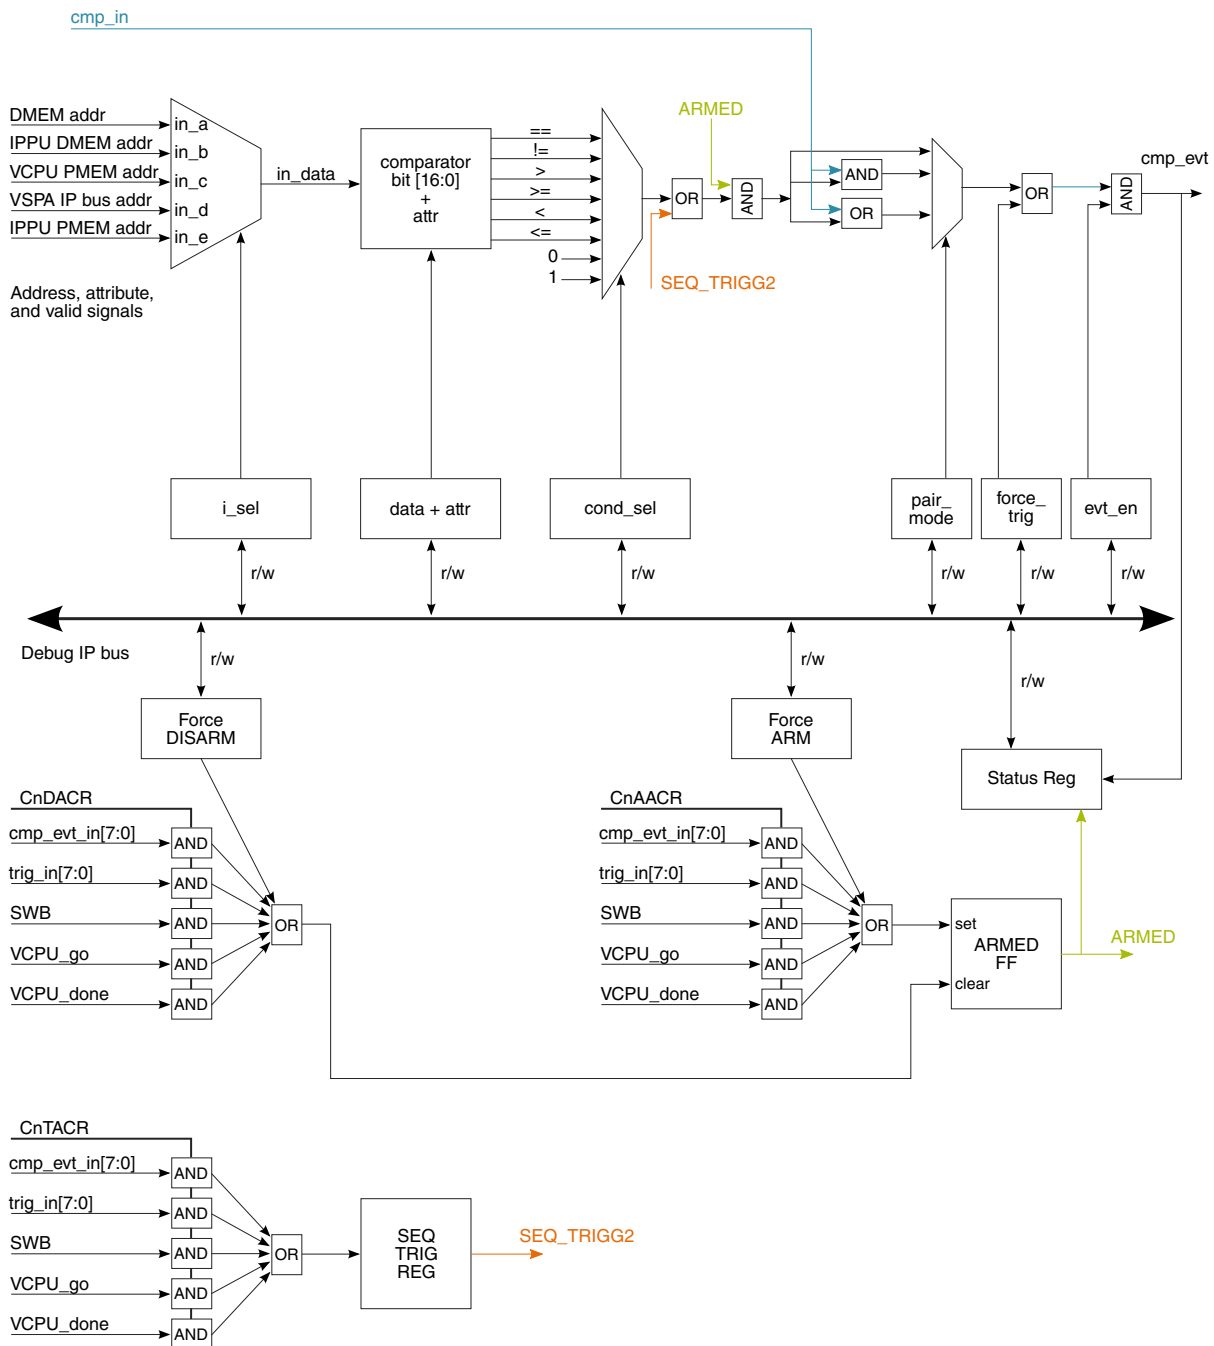 cmp_in
DMEM addr
IPPU DMEM addr
VCPU PMEM addr
VSPA IP bus addr
IPPU PMEM addr
in_a
in_b
in_c
in_d
in_e
Address, attribute,
and valid signals
in_data
comparator
bit [16:0]
+
attr
==
!=
>
>=
<
<=
0
1
OR
SEQ_TRIGG2
ARMED
AND
AND
OR
OR
AND
cmp_evt
i_sel
data + attr
cond_sel
pair_
mode
force_
trig
evt_en
r/w
r/w
r/w
r/w
r/w
r/w
Debug IP bus
r/w
r/w
r/w
Force
DISARM
Force
ARM
Status Reg
CnDACR
cmp_evt_in[7:0]
AND
trig_in[7:0]
AND
SWB
AND
VCPU_go
AND
VCPU_done
AND
OR
CnAACR
cmp_evt_in[7:0]
AND
trig_in[7:0]
AND
SWB
AND
VCPU_go
AND
VCPU_done
AND
OR
set
ARMED
FF
clear
ARMED
CnTACR
cmp_evt_in[7:0]
AND
trig_in[7:0]
AND
SWB
AND
VCPU_go
AND
VCPU_done
AND
OR
SEQ
TRIG
REG
SEQ_TRIGG2